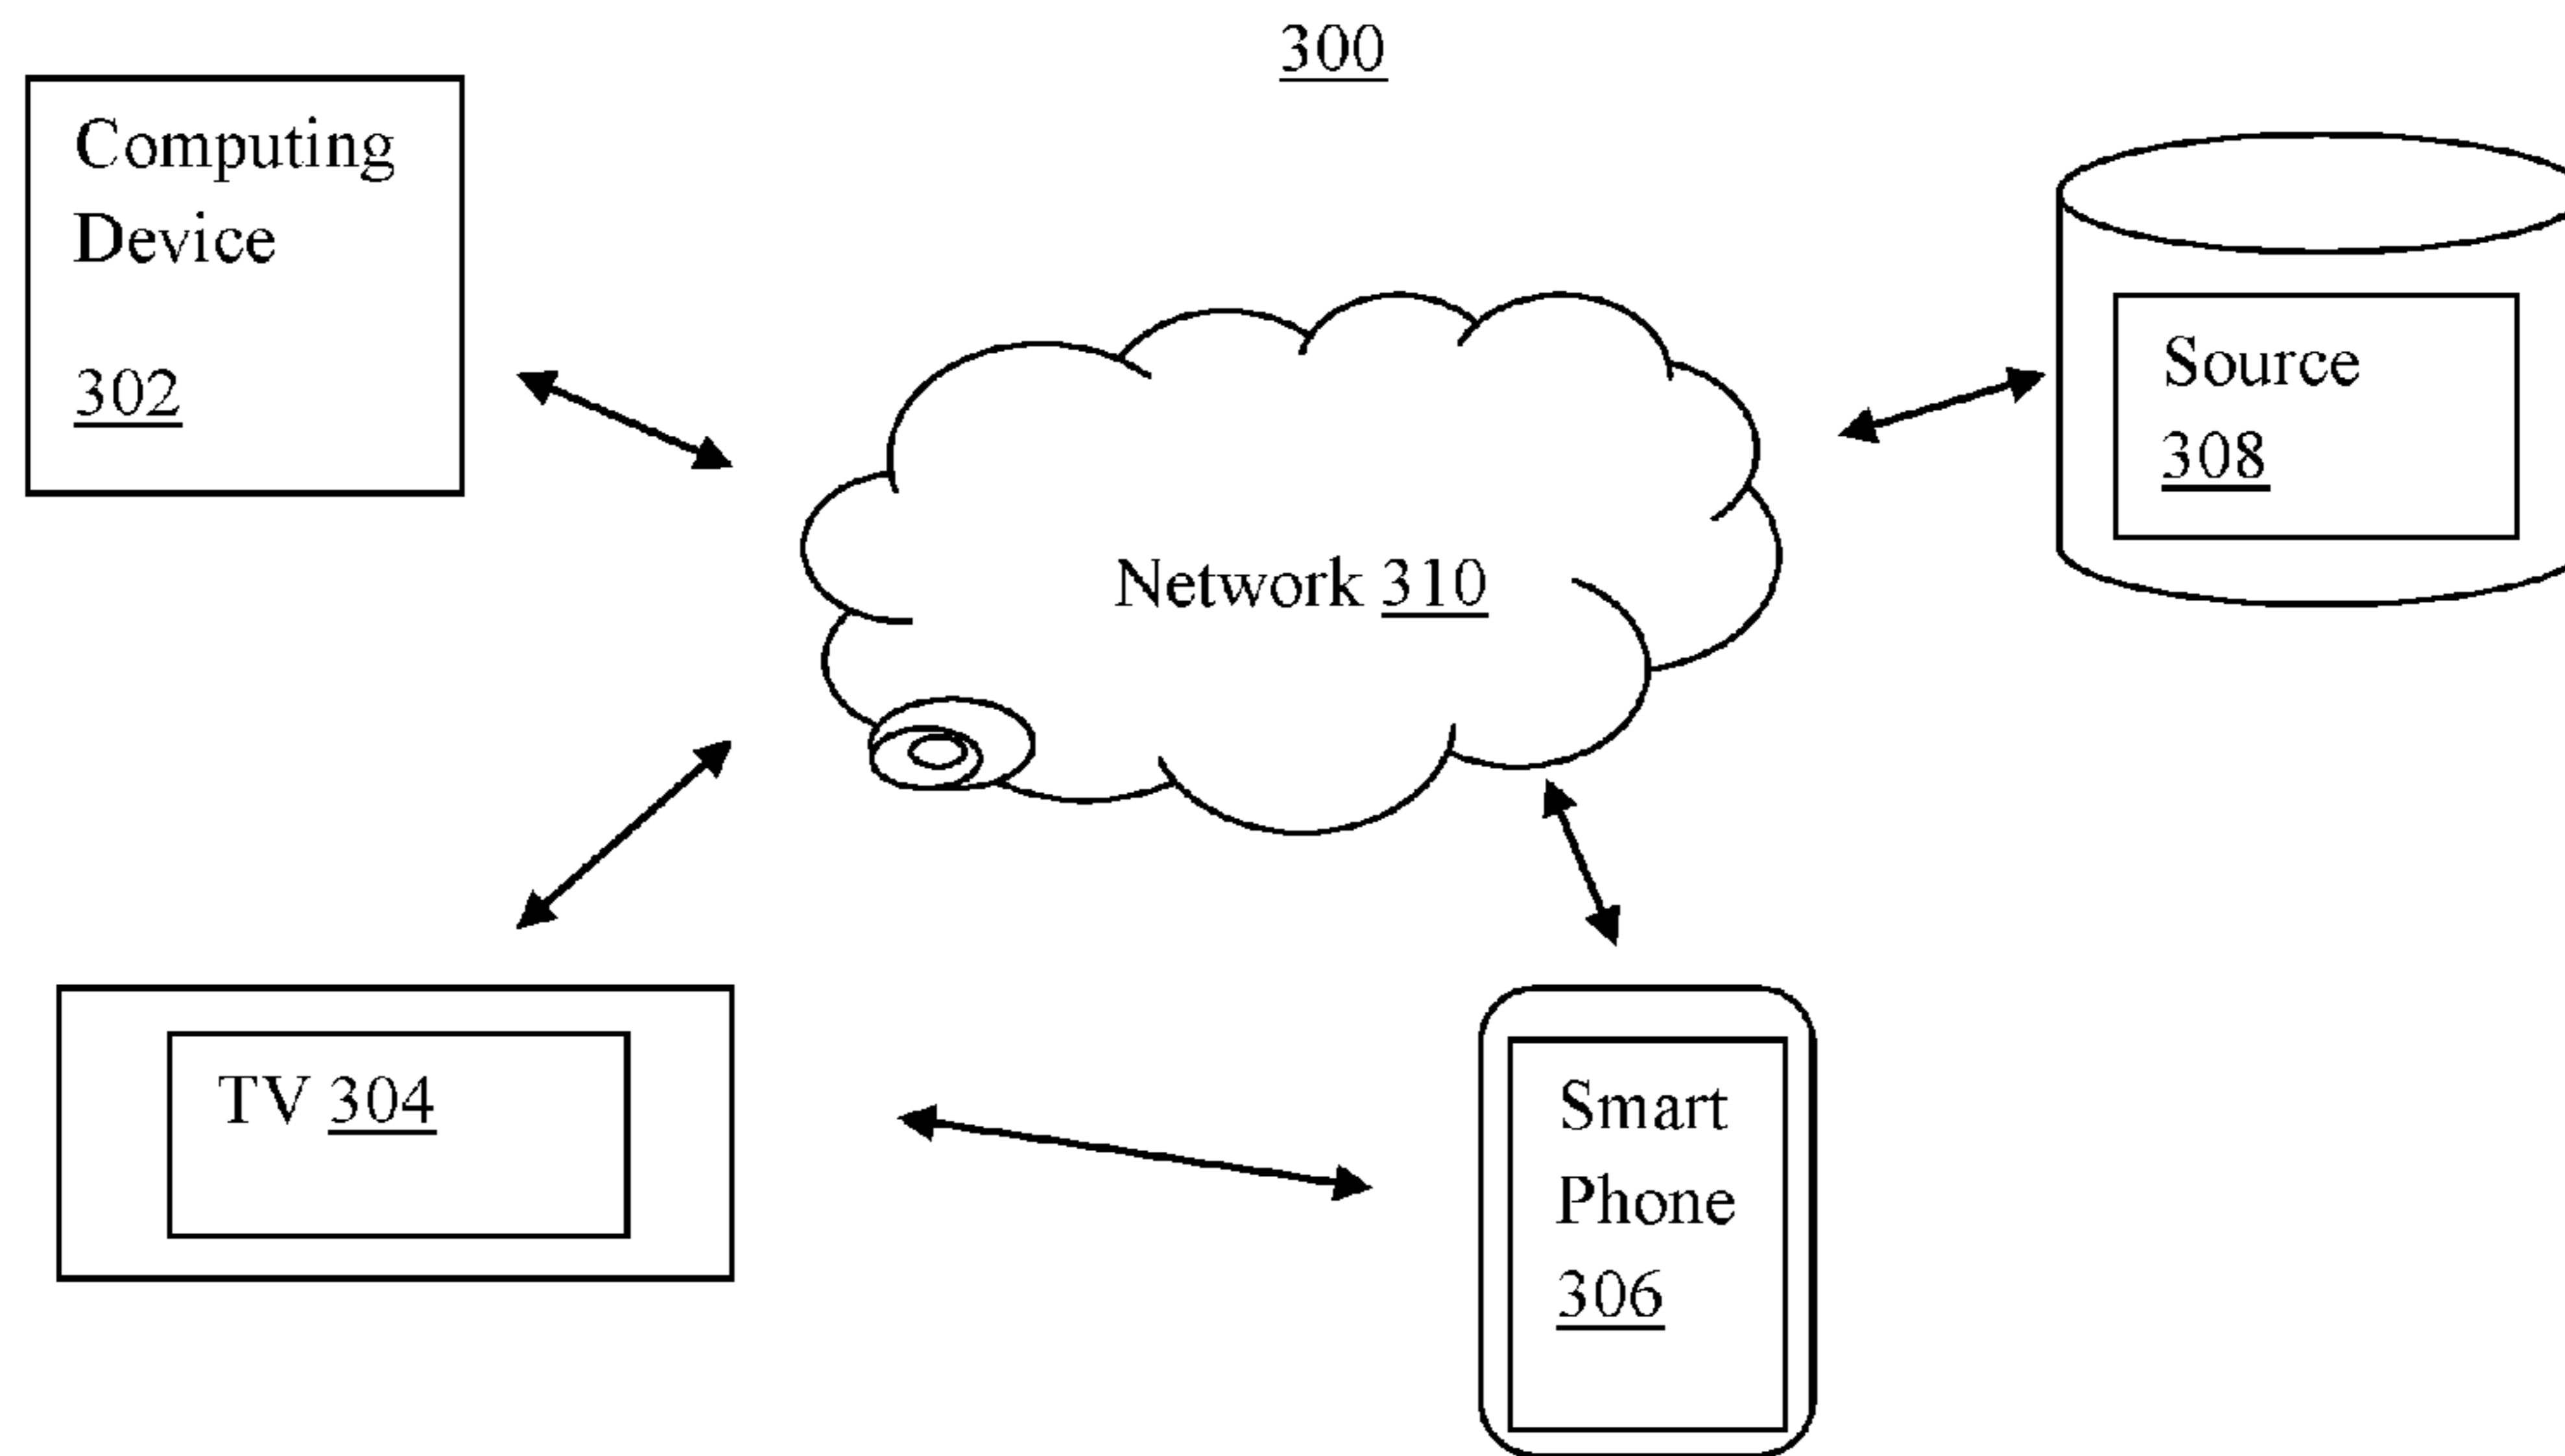 300
Computing
Device
302
Source
308
Network 310
TV 304
Smart
Phone
306